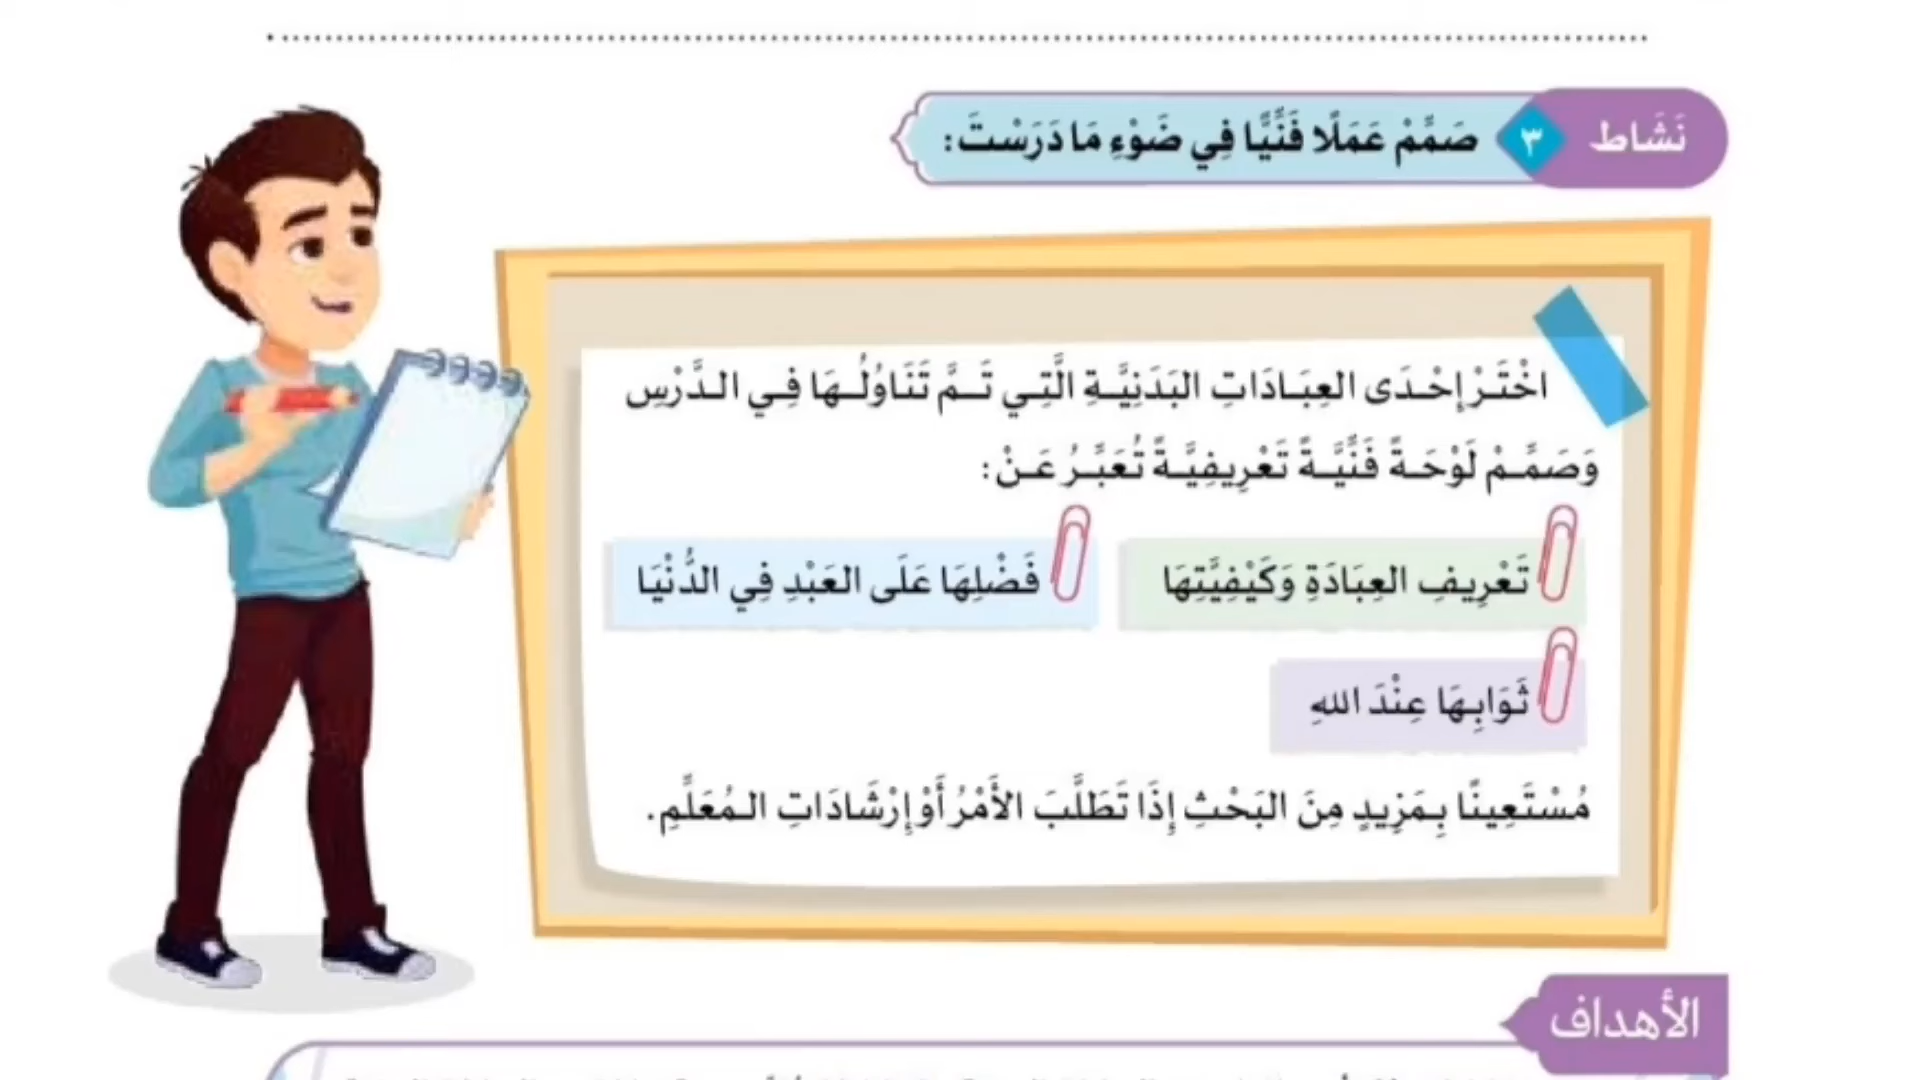 نَشَاط ٣ صَمِّمْ عَمَلًا فَنِّيًّا فِي ضَوْءِ مَا دَرَسْتَ:
اخْتَرْ إِحْدَى العِبَادَاتِ البَدَنِيَّةِ الَّتِي تَمَّ تَنَاوُلُهَا فِي الدَّرْسِ
وَصَمِّمْ لَوْحَةً فَنِّيَّةً تَعْرِيفِيَّةً تُعَبِّرُ عَنْ:
تَعْرِيفِ العِبَادَةِ وَكَيْفِيَّتِهَا
فَضْلِهَا عَلَى العَبْدِ فِي الدُّنْيَا
ثَوَابِهَا عِنْدَ اللهِ
مُسْتَعِينًا بِمَزِيدٍ مِنَ البَحْثِ إِذَا تَطَلَّبَ الأَمْرُ أَوْ إِرْشَادَاتِ المُعَلِّمِ.
الأهداف